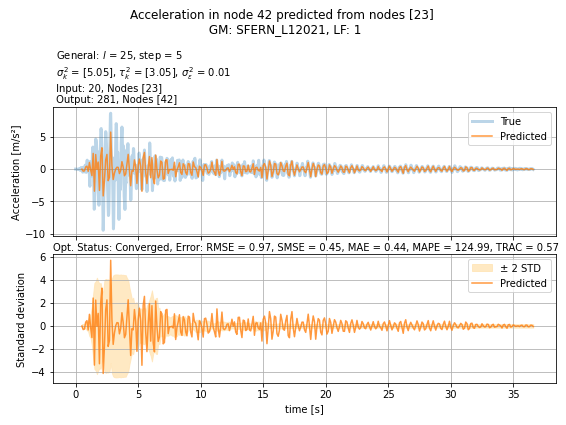 Acceleration in node 42 predicted from nodes [23]
GM: SFERN_L12021, LF: 1
General: l = 25, step = 5
σ²ₖ = [5.05], τ²ₖ = [3.05], σ²ε = 0.01
Input: 20, Nodes [23]
Output: 281, Nodes [42]
Acceleration [m/s²]
5
0
−5
−10
True
Predicted
Opt. Status: Converged, Error: RMSE = 0.97, SMSE = 0.45, MAE = 0.44, MAPE = 124.99, TRAC = 0.57
Standard deviation
6
4
2
0
−2
−4
± 2 STD
Predicted
0 5 10 15 20 25 30 35
time [s]